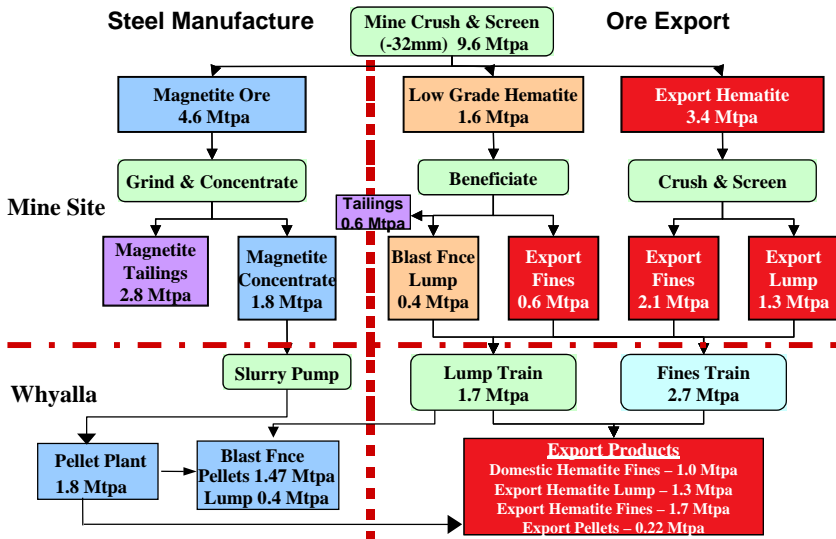 Steel Manufacture
Mine Crush & Screen
(-32mm) 9.6 Mtpa
Ore Export
Magnetite Ore
4.6 Mtpa
Low Grade Hematite
1.6 Mtpa
Export Hematite
3.4 Mtpa
Grind & Concentrate
Beneficiate
Crush & Screen
Mine Site
Tailings
0.6 Mtpa
Magnetite
Tailings
2.8 Mtpa
Magnetite
Concentrate
1.8 Mtpa
Blast Fnce
Lump
0.4 Mtpa
Export
Fines
0.6 Mtpa
Export
Fines
2.1 Mtpa
Export
Lump
1.3 Mtpa
Whyalla
Slurry Pump
Lump Train
1.7 Mtpa
Fines Train
2.7 Mtpa
Pellet Plant
1.8 Mtpa
Blast Fnce
Pellets 1.47 Mtpa
Lump 0.4 Mtpa
Export Products
Domestic Hematite Fines – 1.0 Mtpa
Export Hematite Lump – 1.3 Mtpa
Export Hematite Fines – 1.7 Mtpa
Export Pellets – 0.22 Mtpa